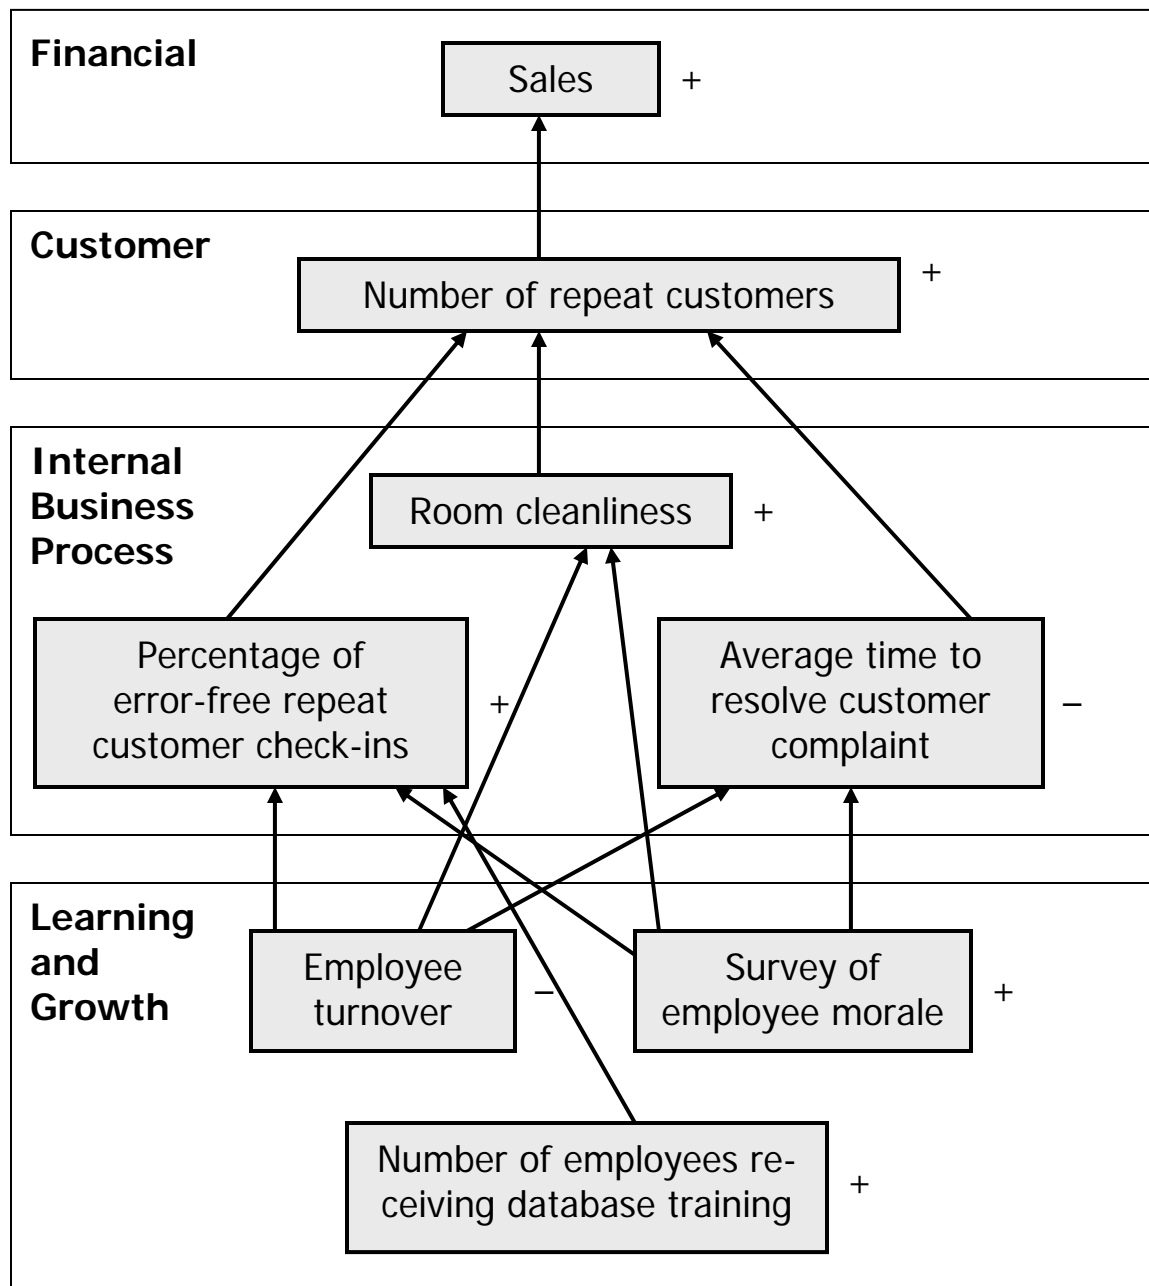 Financial
Sales
+
Customer
Number of repeat customers
+
Internal
Business
Process
Room cleanliness
+
Percentage of
error-free repeat
customer check-ins
+
Average time to
resolve customer
complaint
–
Learning
and
Growth
Employee
turnover
–
Survey of
employee morale
+
Number of employees re-
ceiving database training
+